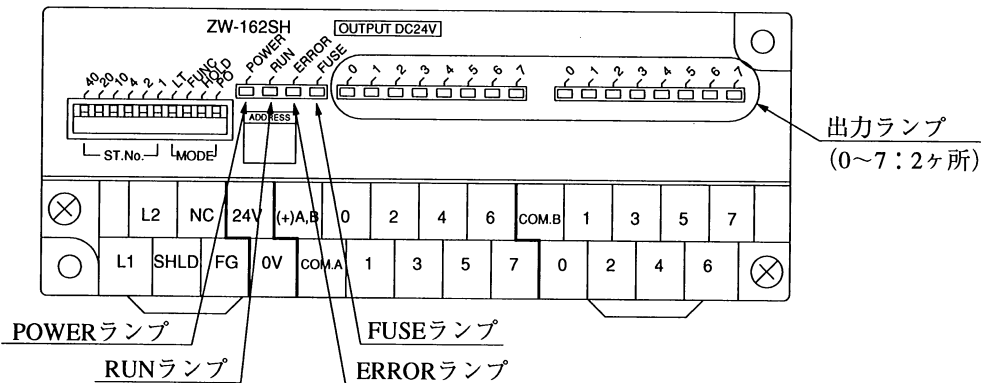 ZW-162SH OUTPUT DC24V
POWER RUN ERROR FUSE
40 20 10 4 2 1 LT FUNC HOLD PO
0 1 2 3 4 5 6 7 0 1 2 3 4 5 6 7
ADDRESS
ST.No. MODE
出力ランプ
(0〜7：2ヶ所)
L2 NC 24V (+)A,B 0 2 4 6 COM.B 1 3 5 7
L1 SHLD FG 0V COM.A 1 3 5 7 0 2 4 6
POWERランプ FUSEランプ
RUNランプ ERRORランプ